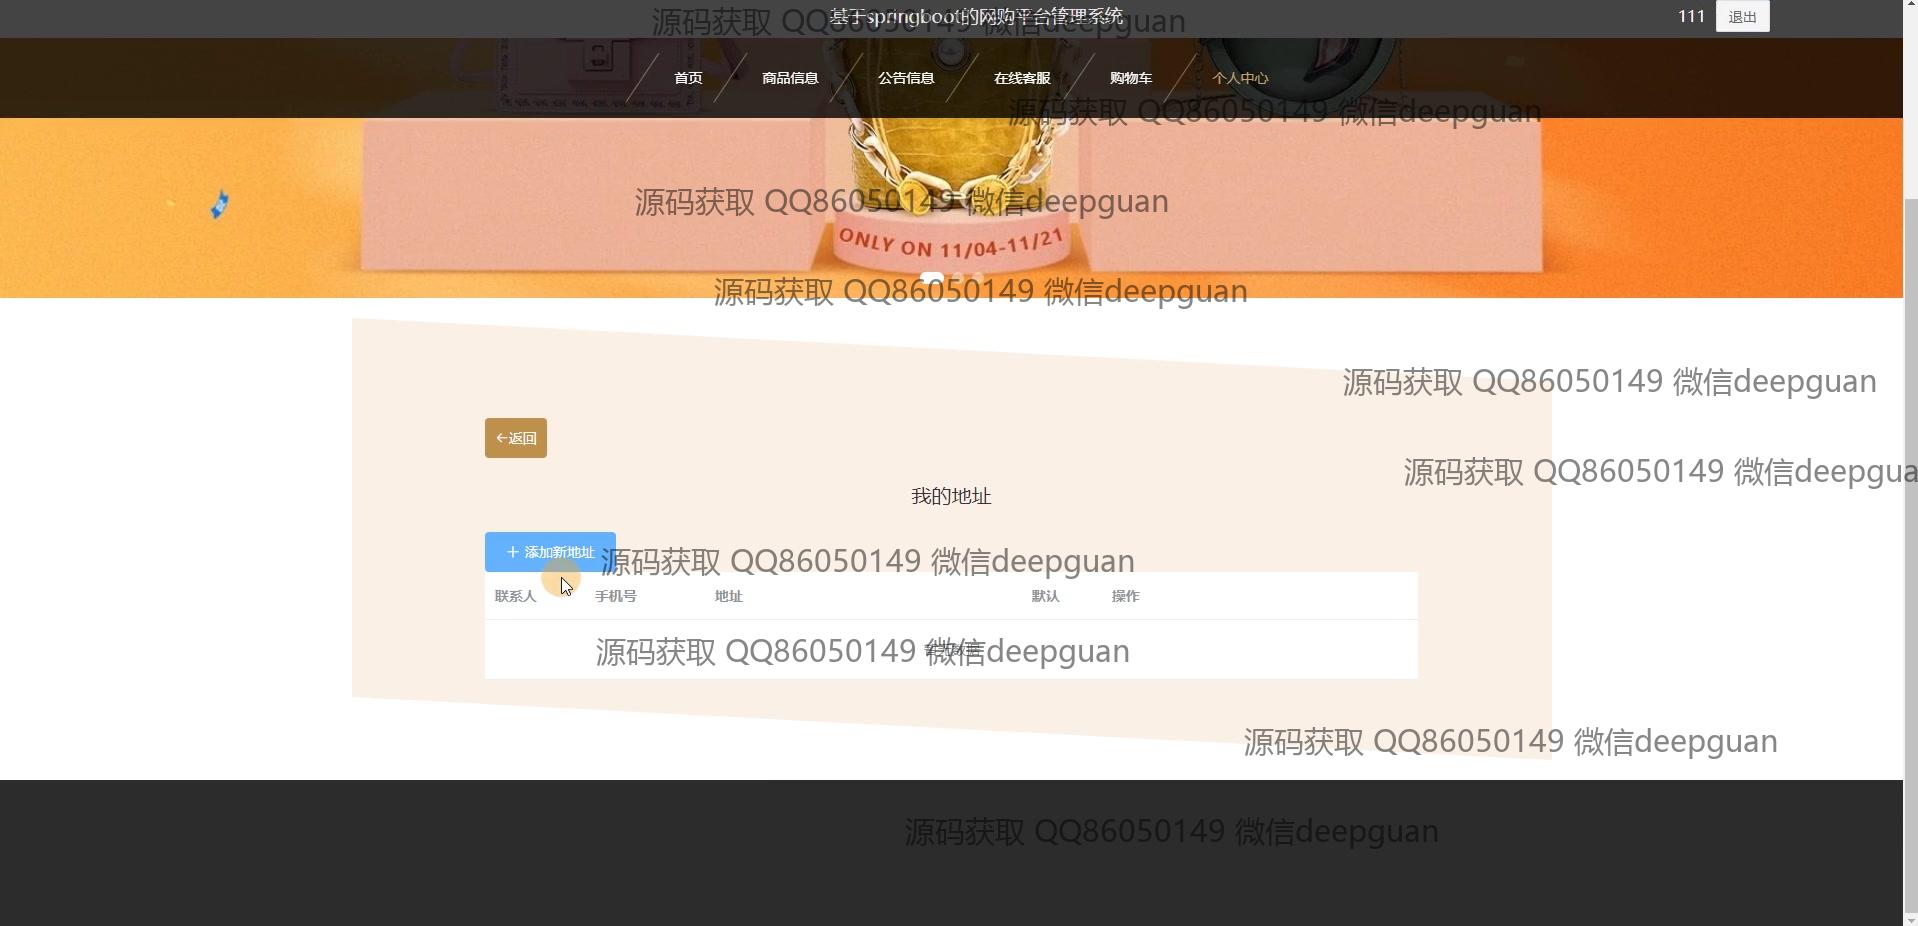 基于springboot的网购平台管理系统
源码获取 QQ86050149 微信deepguan
111
退出
首页
商品信息
公告信息
在线客服
购物车
个人中心
源码获取 QQ86050149 微信deepguan
源码获取 QQ86050149 微信deepguan
ONLY ON 11/04-11/21
源码获取 QQ86050149 微信deepguan
源码获取 QQ86050149 微信deepguan
←返回
源码获取 QQ86050149 微信deepgua
我的地址
+ 添加新地址
源码获取 QQ86050149 微信deepguan
联系人
手机号
地址
默认
操作
源码获取 QQ86050149 微信deepguan
暂无数据
源码获取 QQ86050149 微信deepguan
源码获取 QQ86050149 微信deepguan